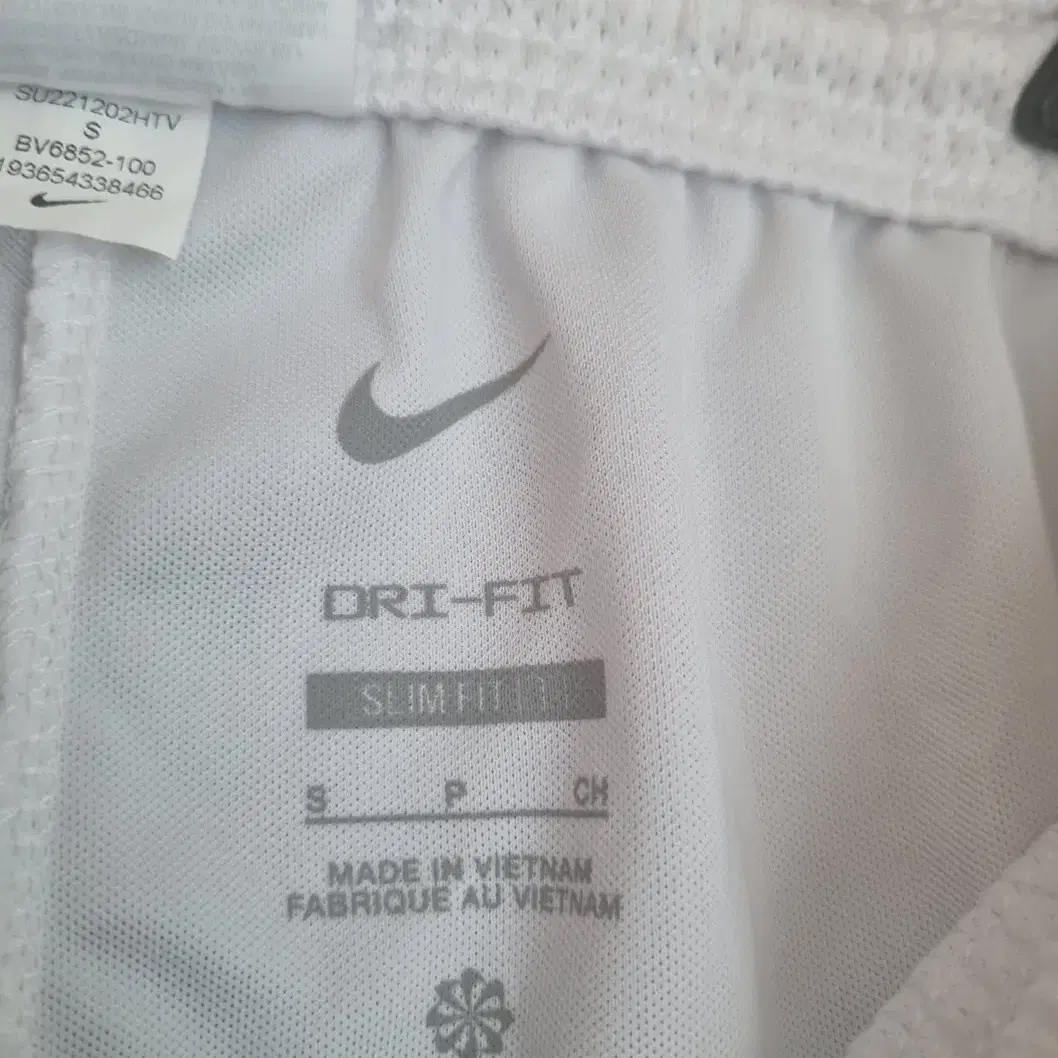 SU221202HTV
S
BV6852-100
193654338466
DRI-FIT
SLIM FIT
S P CH
MADE IN VIETNAM
FABRIQUE AU VIETNAM